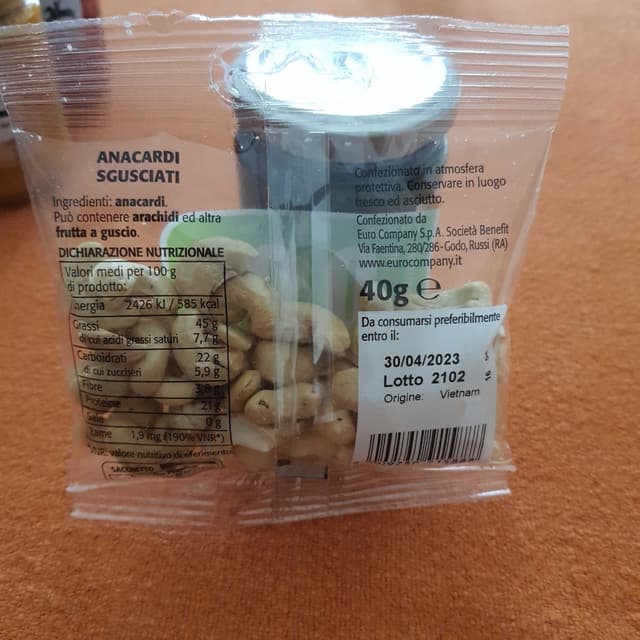 ANACARDI
SGUSCIATI
Ingredienti: anacardi.
Può contenere arachidi ed altra
frutta a guscio.
DICHIARAZIONE NUTRIZIONALE
Valori medi per 100 g
di prodotto:
Energia 2426 kJ / 585 kcal
Grassi 45 g
di cui acidi grassi saturi 7,7 g
Carboidrati 22 g
di cui zuccheri 5,9 g
Fibre 3,8 g
Proteine 21 g
Sale 0 g
Rame 1,9 mg (190% VNR*)
*VNR: valore nutritivo di riferimento
SACCHETTO
Confezionato in atmosfera
protettiva. Conservare in luogo
fresco ed asciutto.
Confezionato da
Euro Company S.p.A. Società Benefit
Via Faentina, 280/286 - Godo, Russi (RA)
www.eurocompany.it
40g e
Da consumarsi preferibilmente
entro il:
30/04/2023
Lotto 2102
Origine: Vietnam